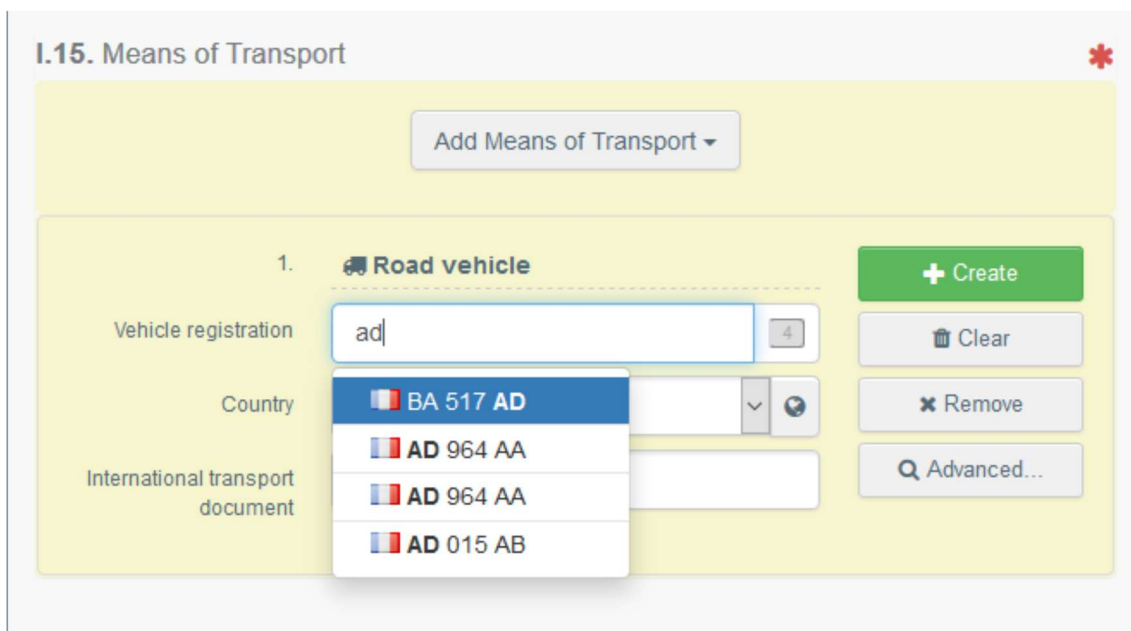 I.15. Means of Transport *
Add Means of Transport
1. Road vehicle
Create
Vehicle registration ad 4
Clear
BA 517 AD
Country
Remove
AD 964 AA
International transport
document
Advanced...
AD 964 AA
AD 015 AB